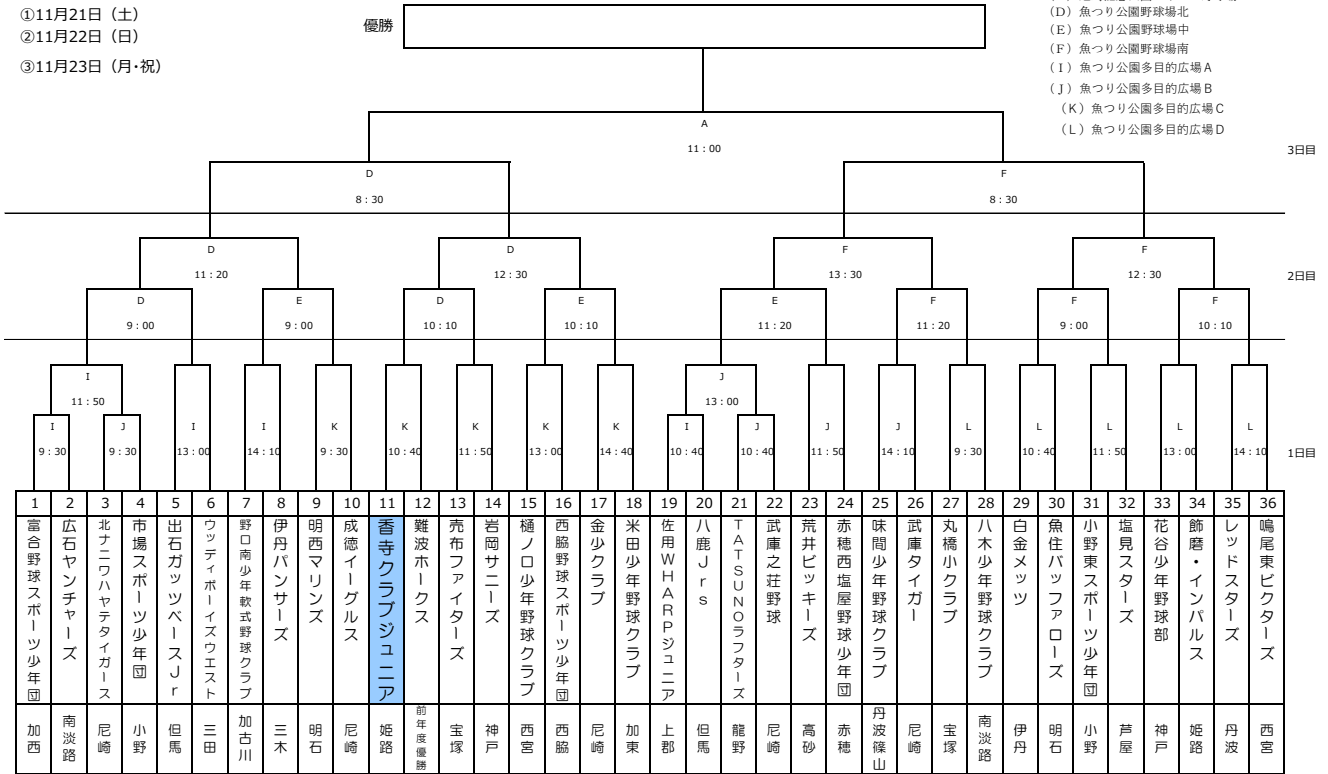 ①11月21日（土）
②11月22日（日）
③11月23日（月･祝）
優勝
（D）魚つり公園野球場北
（E）魚つり公園野球場中
（F）魚つり公園野球場南
（I）魚つり公園多目的広場A
（J）魚つり公園多目的広場B
（K）魚つり公園多目的広場C
（L）魚つり公園多目的広場D
A
11：00
3日目
D F
8：30 8：30
D D F F
11：20 12：30 13：30 12：30
2日目
D E D E E F F F
9：00 9：00 10：10 10：10 11：20 11：20 9：00 10：10
I J
11：50 13：00
I J I I K K K K K I J J J L L L L L
9：30 9：30 13：00 14：10 9：30 10：40 11：50 13：00 14：40 10：40 10：40 11：50 14：10 9：30 10：40 11：50 13：00 14：10
1日目
1 2 3 4 5 6 7 8 9 10 11 12 13 14 15 16 17 18 19 20 21 22 23 24 25 26 27 28 29 30 31 32 33 34 35 36
富合野球スポーツ少年団
広石ヤンチャーズ
北ナニワハヤテタイガース
市場スポーツ少年団
出石ガッツベースJr
ウッディボーイズウエスト
野口南少年軟式野球クラブ
伊丹パンサーズ
明西マリンズ
成徳イーグルス
香寺クラブジュニア
難波ホークス
売布ファイターズ
岩岡サニーズ
樋ノ口少年野球クラブ
西脇野球スポーツ少年団
金少クラブ
米田少年野球クラブ
佐用WHARPジュニア
八鹿Jrs
TATSUNOラフターズ
武庫之荘野球
荒井ビッキーズ
赤穂西塩屋野球少年団
味間少年野球クラブ
武庫タイガー
丸橋小クラブ
八木少年野球クラブ
白金メッツ
魚住バッファローズ
小野東スポーツ少年団
塩見スターズ
花谷少年野球部
飾磨・インパルス
レッドスターズ
鳴尾東ビクターズ
加西
南淡路
尼崎
小野
但馬
三田
加古川
三木
明石
尼崎
姫路
前年度優勝
宝塚
神戸
西宮
西脇
尼崎
加東
上郡
但馬
龍野
尼崎
高砂
赤穂
丹波篠山
尼崎
宝塚
南淡路
伊丹
明石
小野
芦屋
神戸
姫路
丹波
西宮